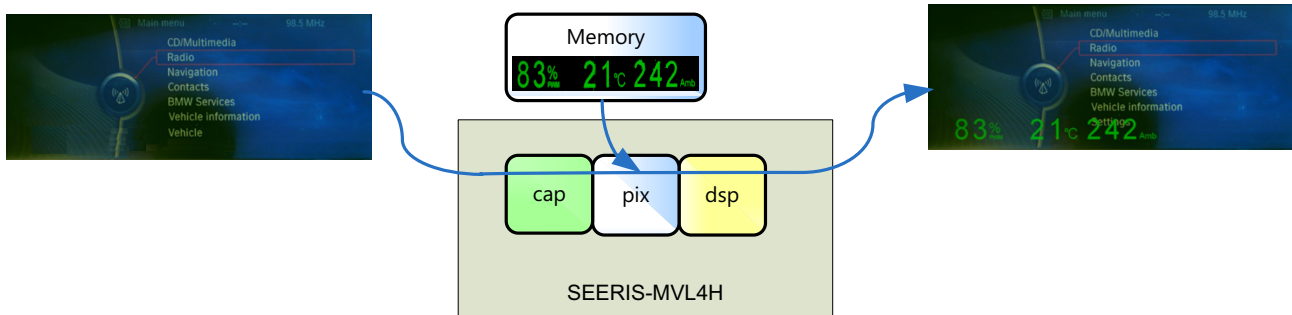 Main menu --:-- 98.5 MHz
CD/Multimedia
Radio
Navigation
Contacts
BMW Services
Vehicle information
Vehicle
Memory
83% PWM 21°C 242 Amb
cap
pix
dsp
SEERIS-MVL4H
Main menu --:-- 98.5 MHz
CD/Multimedia
Radio
Navigation
Contacts
BMW Services
Vehicle information
Settings
83% PWM 21°C 242 Amb